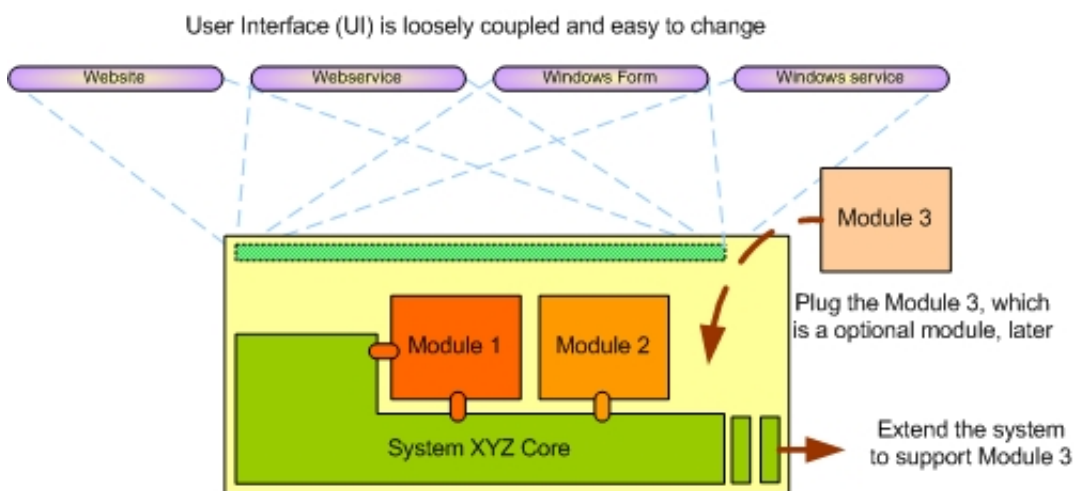 User Interface (UI) is loosely coupled and easy to change
Website
Webservice
Windows Form
Windows service
Module 3
Plug the Module 3, which
is a optional module, later
Module 1
Module 2
System XYZ Core
Extend the system
to support Module 3